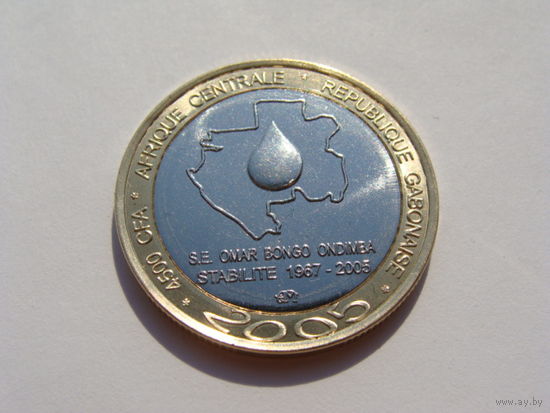 4500 CFA * AFRIQUE CENTRALE * REPUBLIQUE GABONAISE *
S.E. OMAR BONGO ONDIMBA
STABILITE 1967 - 2005
2005
www.ay.by